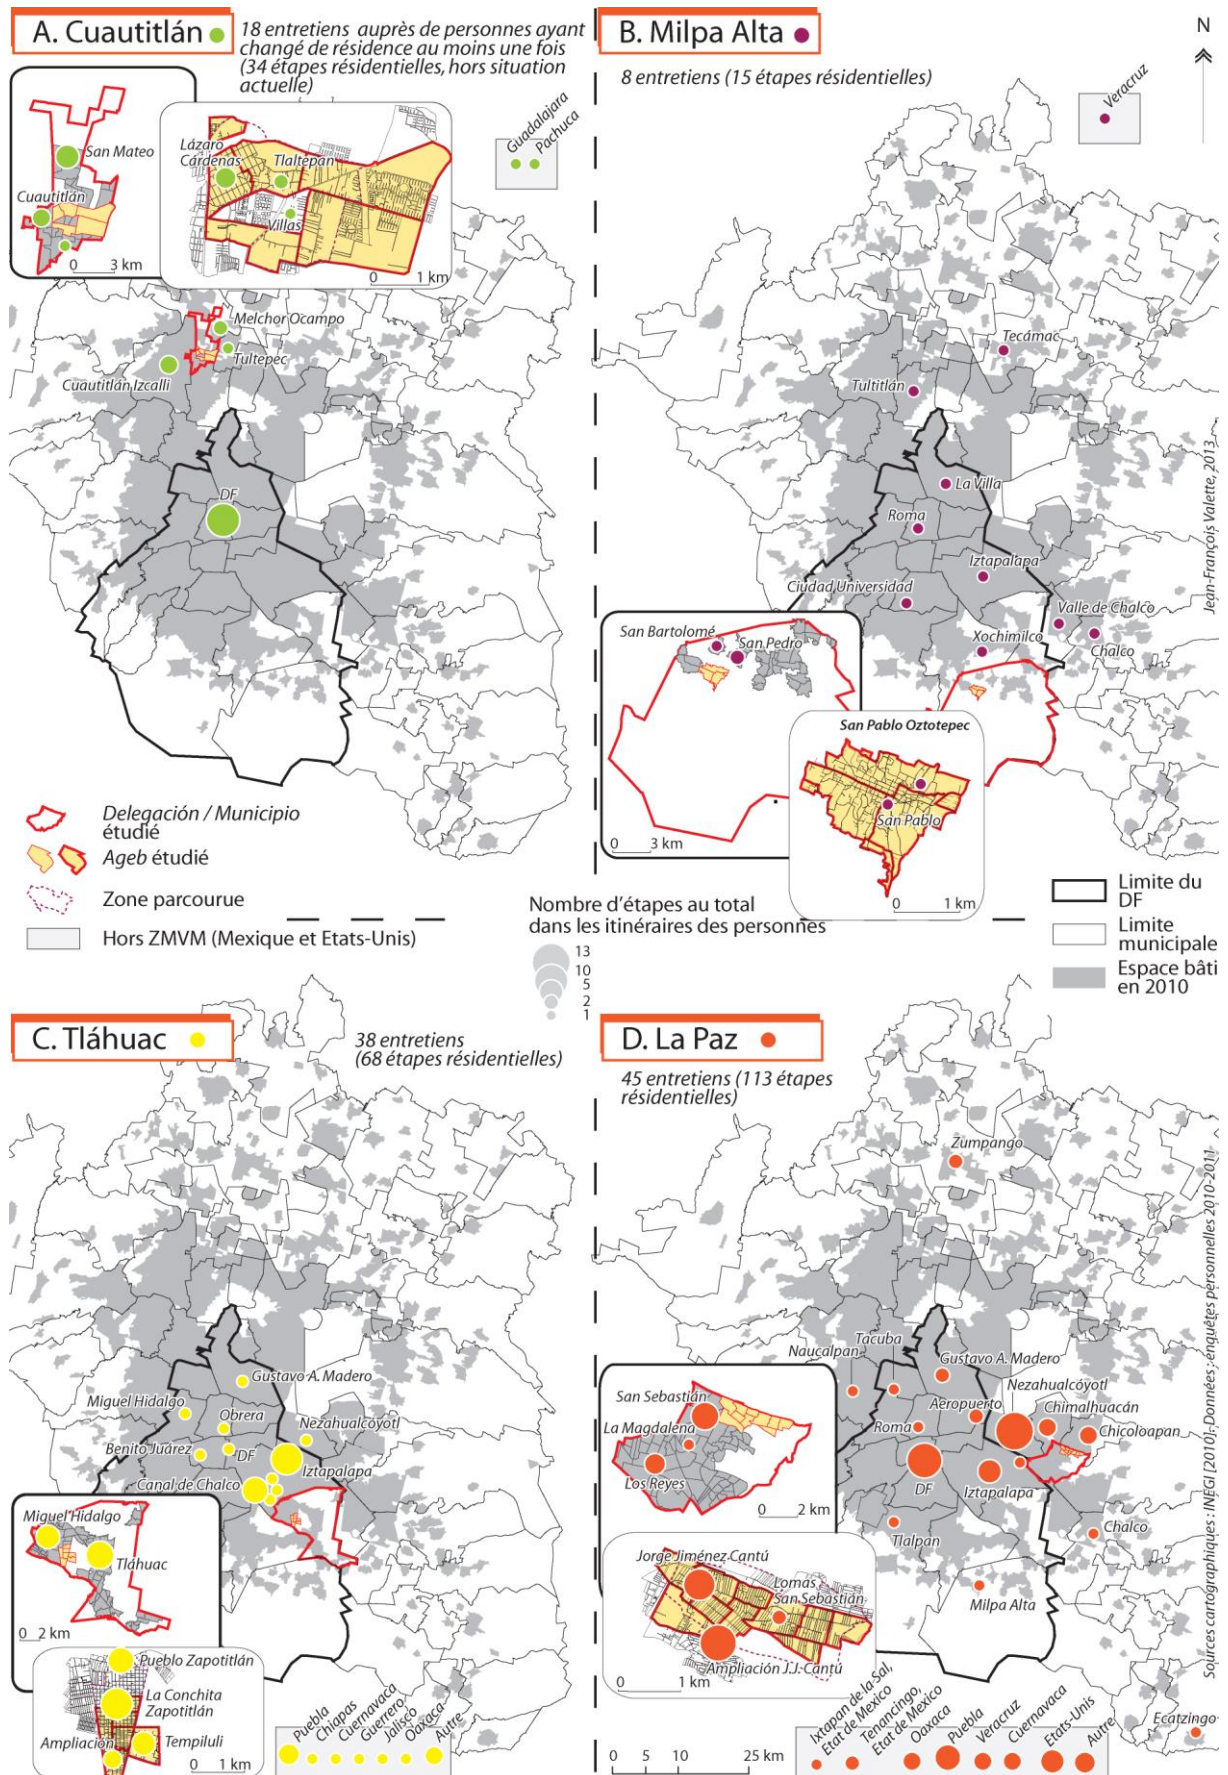 A. Cuautitlán
18 entretiens auprès de personnes ayant
changé de résidence au moins une fois
(34 étapes résidentielles, hors situation
actuelle)
Guadalajara
Pachuca
San Mateo
Cuautitlán
0 3 km
Lázaro
Cárdenas
Tlaltepan
Villas
0 1 km
Melchor Ocampo
Tultepec
Cuautitlán Izcalli
DF
B. Milpa Alta
8 entretiens (15 étapes résidentielles)
Veracruz
N
Tecámac
Tultitlán
La Villa
Roma
Iztapalapa
Ciudad Universidad
Valle de Chalco
Xochimilco
Chalco
San Bartolomé
San Pedro
0 3 km
San Pablo Oztotepec
San Pablo
0 1 km
Jean-François Valette, 2013
Delegación / Municipio
étudié
Ageb étudié
Zone parcourue
Hors ZMVM (Mexique et Etats-Unis)
Nombre d'étapes au total
dans les itinéraires des personnes
13
10
5
2
1
Limite du
DF
Limite
municipale
Espace bâti
en 2010
C. Tláhuac
38 entretiens
(68 étapes résidentielles)
Gustavo A. Madero
Miguel Hidalgo
Obrera
Nezahualcóyotl
Benito Juárez
DF
Iztapalapa
Canal de Chalco
Miguel Hidalgo
Tláhuac
0 2 km
Pueblo Zapotitlán
La Conchita
Zapotitlán
Ampliación
Tempiluli
0 1 km
Puebla
Chiapas
Cuernavaca
Guerrero
Jalisco
Oaxaca
Autre
D. La Paz
45 entretiens (113 étapes
résidentielles)
Zumpango
Tacuba
Naucalpan
Gustavo A. Madero
Nezahualcóyotl
Aeropuerto
Chimalhuacán
Roma
Chicoloapan
DF
Iztapalapa
Tlalpan
Chalco
Milpa Alta
Ecatzingo
San Sebastián
La Magdalena
Los Reyes
0 2 km
Jorge Jiménez Cantú
Lomas
San Sebastián
Ampliación J.J. Cantú
0 1 km
Ixtapan de-la-Sal,
Etat de Mexico
Tenancingo,
Etat de Mexico
Oaxaca
Puebla
Veracruz
Cuernavaca
Etats-Unis
Autre
0 5 10 25 km
Sources cartographiques : INEGI [2010]; Données : enquêtes personnelles 2010-2011